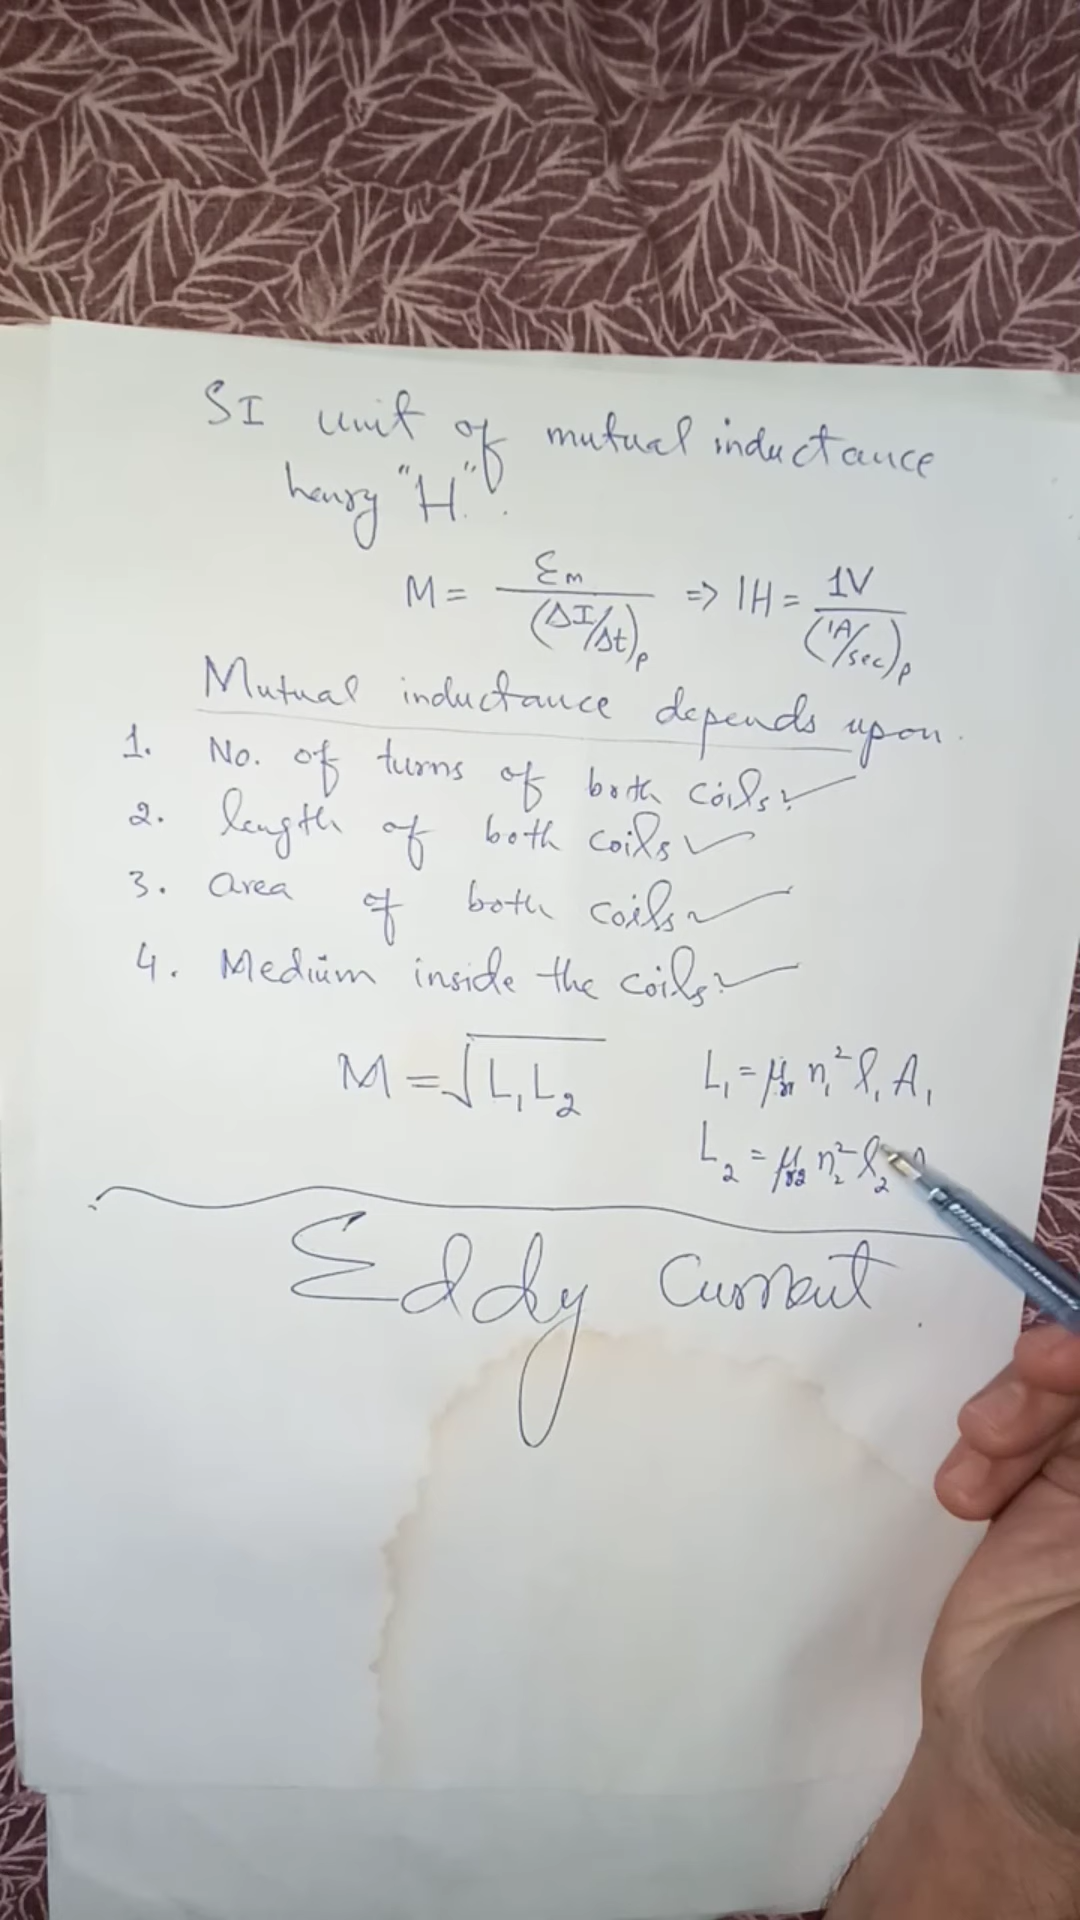 SI unit of mutual inductance
henry "H".
M = εm / (ΔI/Δt)p => 1H = 1V / (1A/sec)p
Mutual inductance depends upon.
1. No. of turns of both coils.
2. length of both coils
3. area of both coils
4. Medium inside the coils.
M = √L₁L₂
L₁ = μr₁ n₁² l₁ A₁
L₂ = μr₂ n₂² l₂
Eddy Current